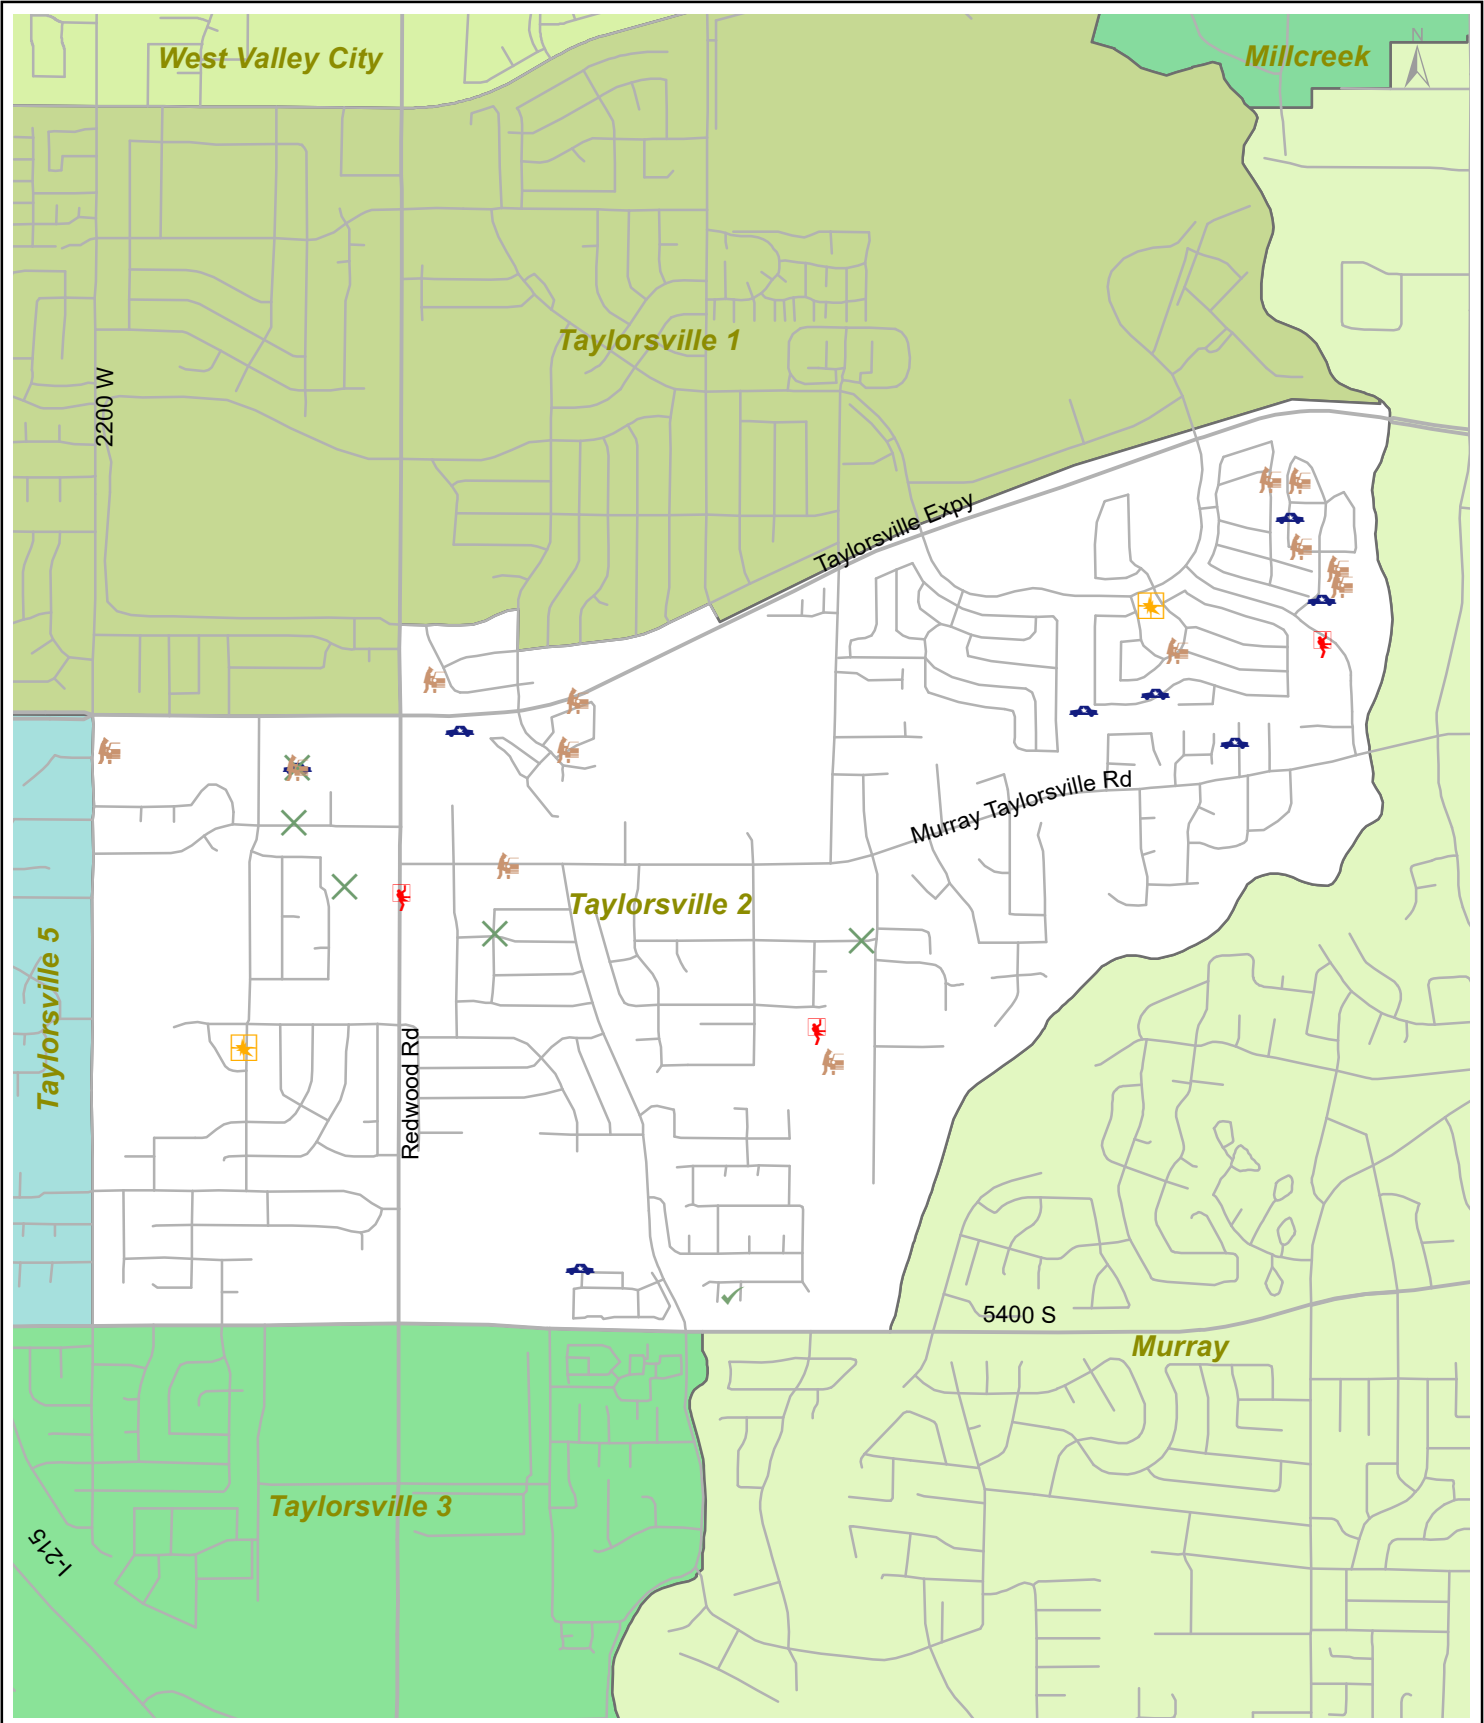 West Valley City
Millcreek
N
Taylorsville 1
2200 W
Taylorsville Expy
Murray Taylorsville Rd
Taylorsville 2
Taylorsville 5
Redwood Rd
5400 S
Murray
Taylorsville 3
I-215